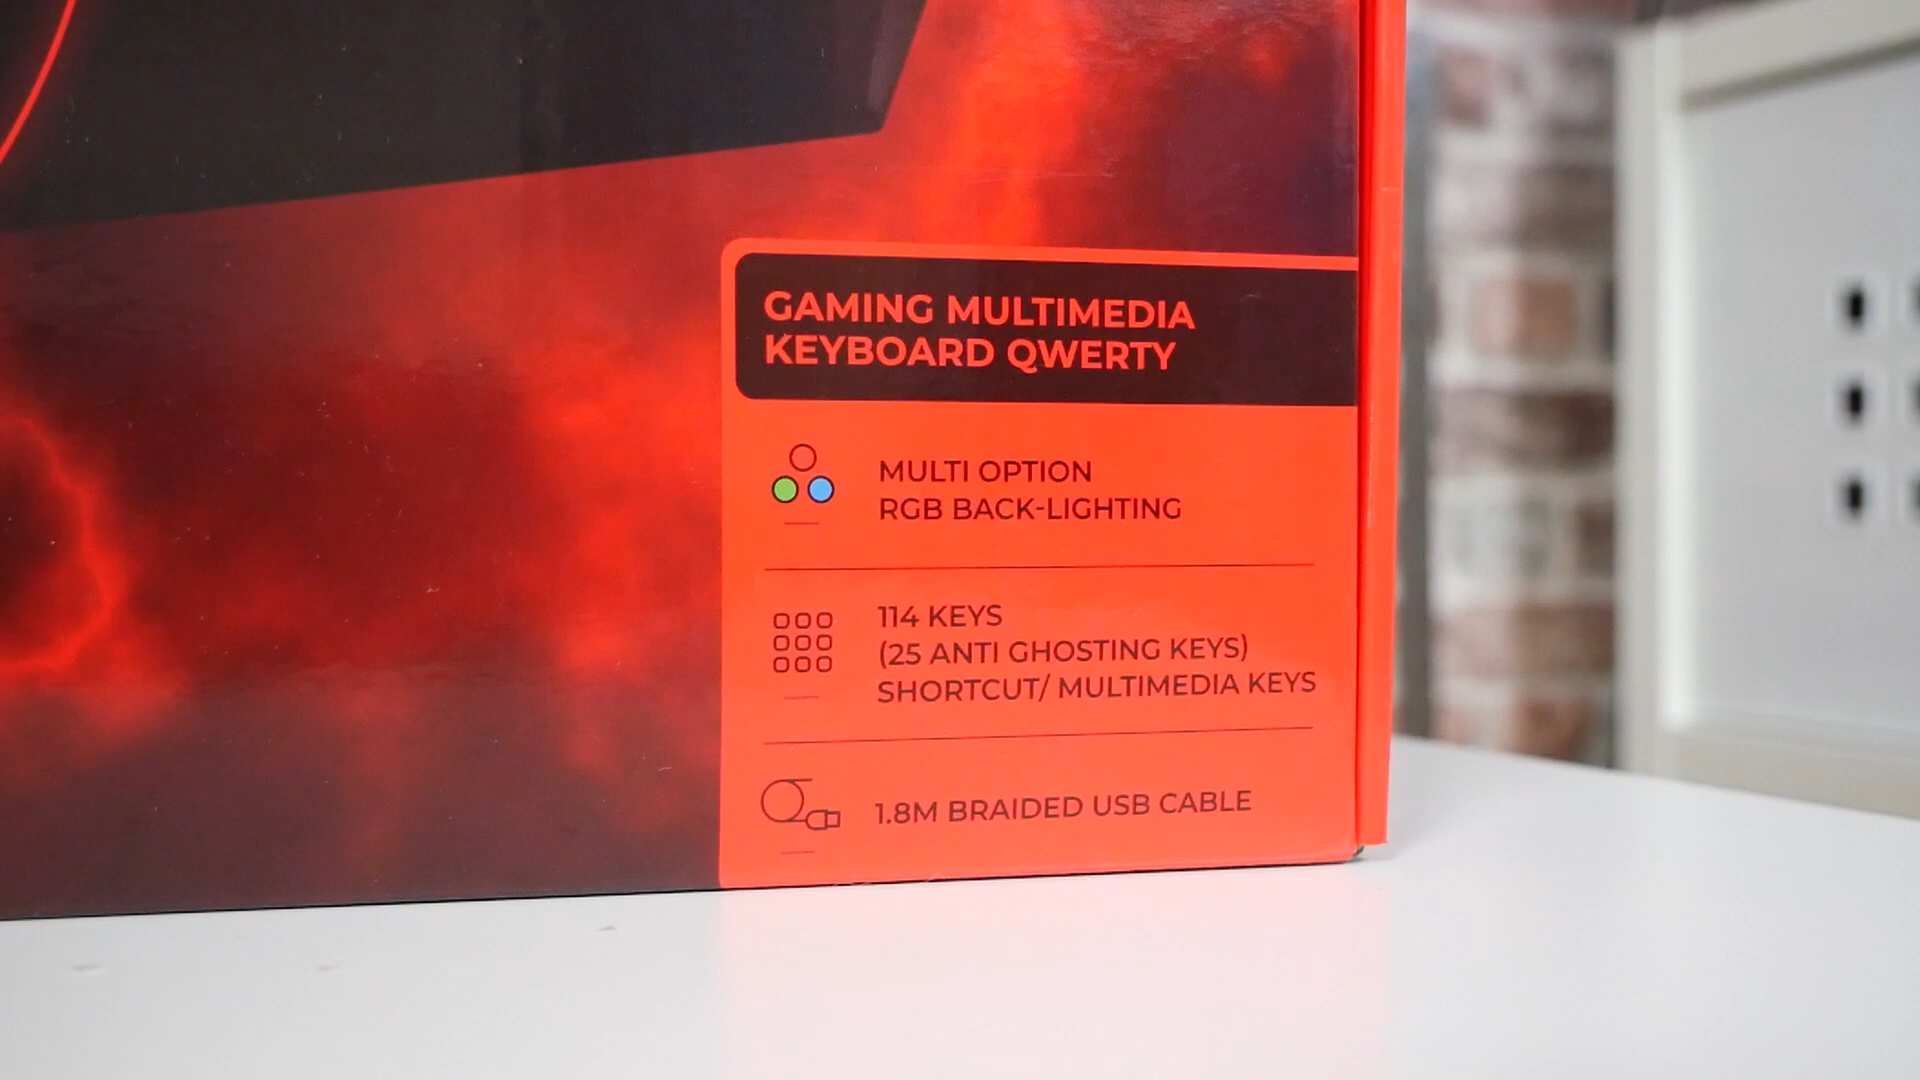 GAMING MULTIMEDIA
KEYBOARD QWERTY
MULTI OPTION
RGB BACK-LIGHTING
114 KEYS
(25 ANTI GHOSTING KEYS)
SHORTCUT/ MULTIMEDIA KEYS
1.8M BRAIDED USB CABLE